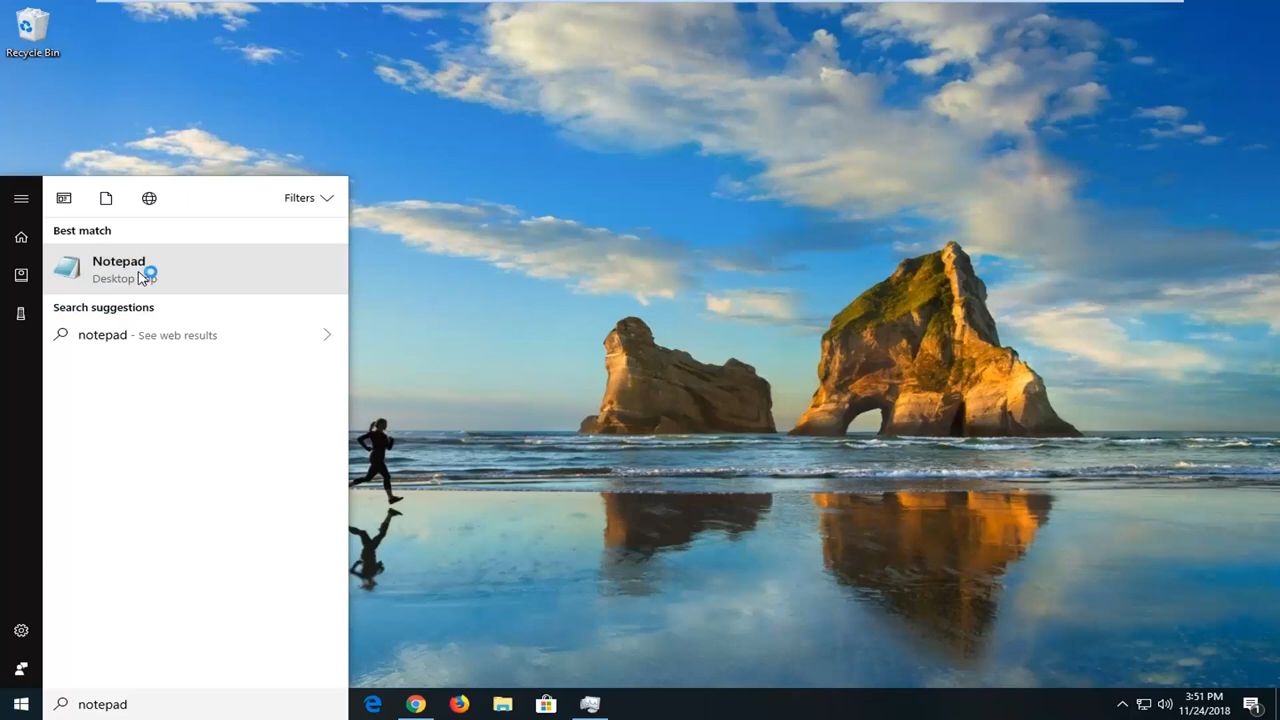 Recycle Bin
Filters
Best match
Notepad
Desktop
Search suggestions
notepad - See web results
notepad
3:51 PM
11/24/2018
1